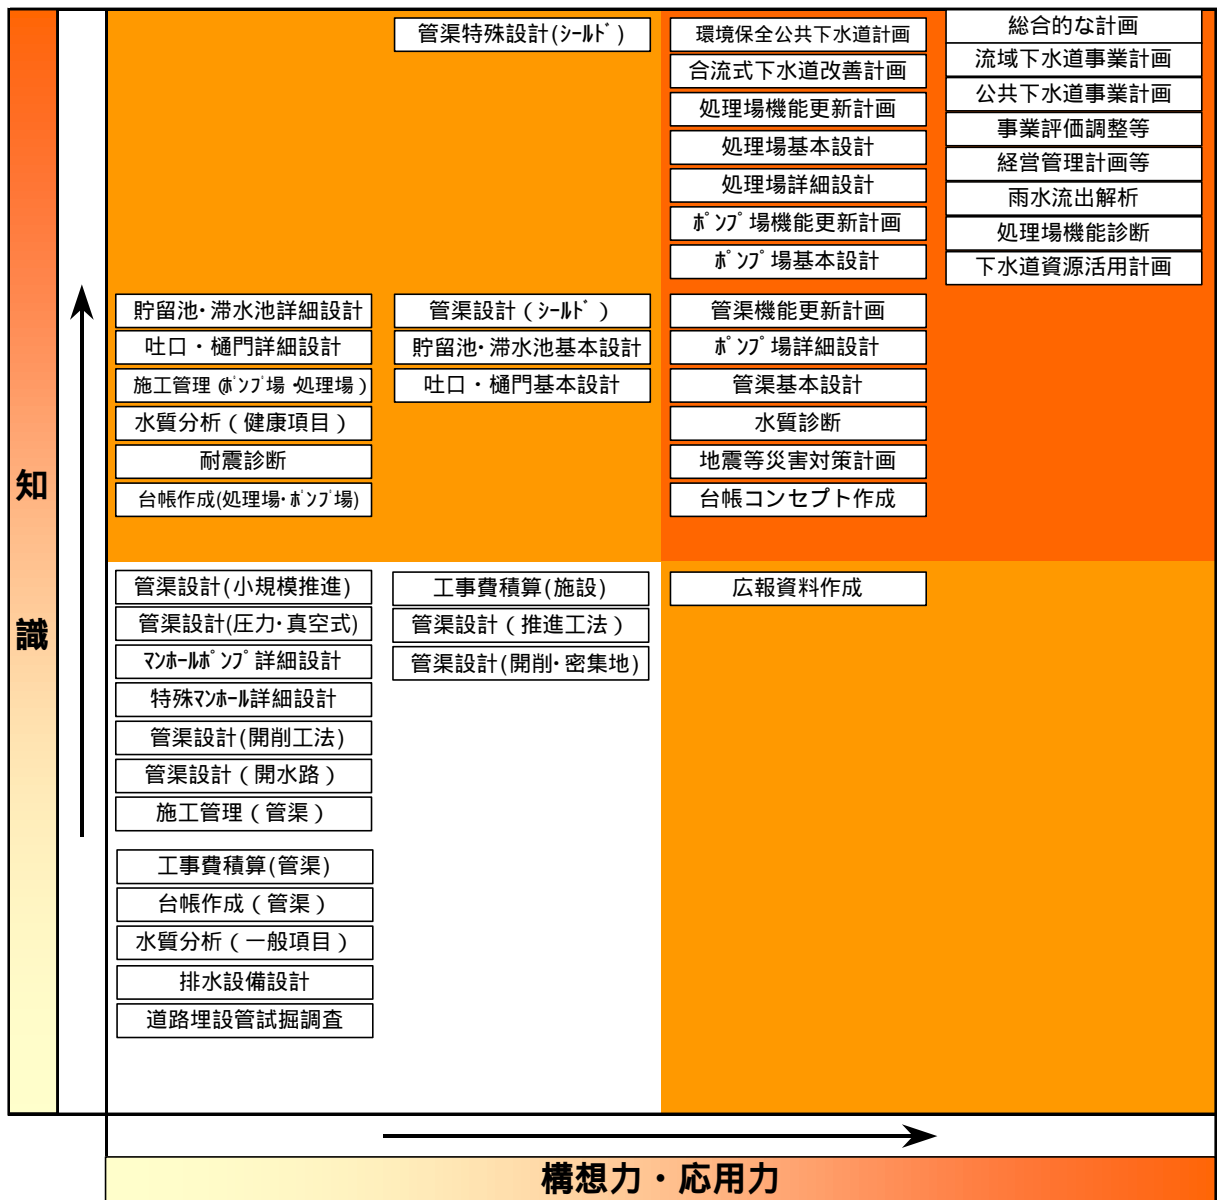 管渠特殊設計(ｼｰﾙﾄﾞ)
環境保全公共下水道計画
合流式下水道改善計画
処理場機能更新計画
処理場基本設計
処理場詳細設計
ﾎﾟﾝﾌﾟ場機能更新計画
ﾎﾟﾝﾌﾟ場基本設計
総合的な計画
流域下水道事業計画
公共下水道事業計画
事業評価調整等
経営管理計画等
雨水流出解析
処理場機能診断
下水道資源活用計画
貯留池・滞水池詳細設計
吐口・樋門詳細設計
施工管理(ﾎﾟﾝﾌﾟ場・処理場)
水質分析(健康項目)
耐震診断
台帳作成(処理場・ﾎﾟﾝﾌﾟ場)
管渠設計(ｼｰﾙﾄﾞ)
貯留池・滞水池基本設計
吐口・樋門基本設計
管渠機能更新計画
ﾎﾟﾝﾌﾟ場詳細設計
管渠基本設計
水質診断
地震等災害対策計画
台帳コンセプト作成
知
識
管渠設計(小規模推進)
管渠設計(圧力・真空式)
ﾏﾝﾎｰﾙﾎﾟﾝﾌﾟ詳細設計
特殊ﾏﾝﾎｰﾙ詳細設計
管渠設計(開削工法)
管渠設計(開水路)
施工管理(管渠)
工事費積算(管渠)
台帳作成(管渠)
水質分析(一般項目)
排水設備設計
道路埋設管試掘調査
工事費積算(施設)
管渠設計(推進工法)
管渠設計(開削・密集地)
広報資料作成
構想力・応用力